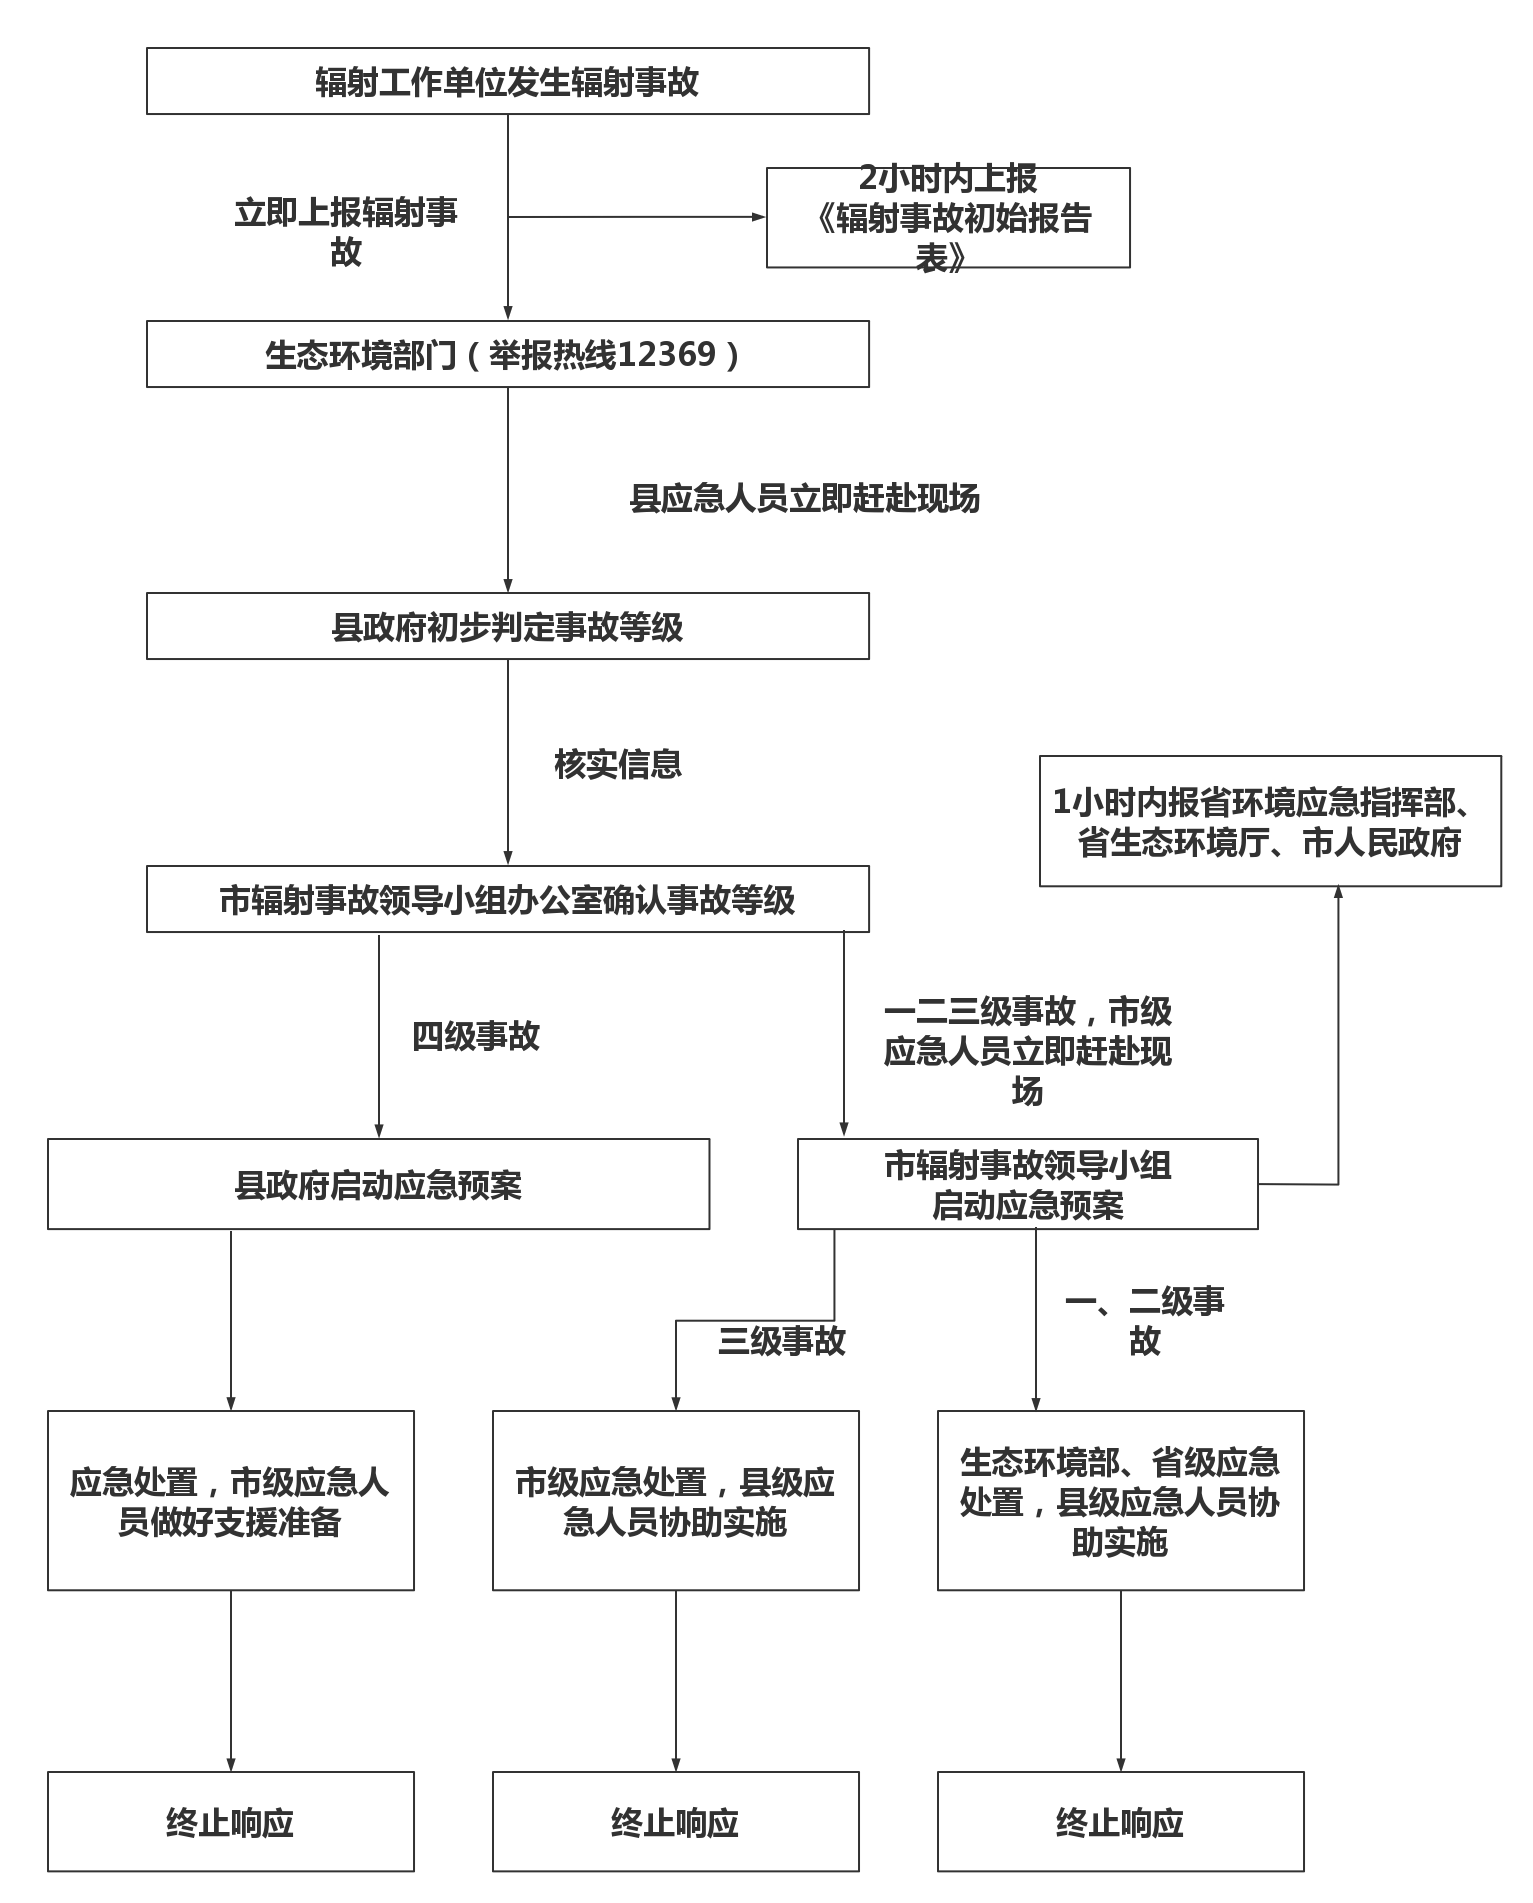 辐射工作单位发生辐射事故
2小时内上报
《辐射事故初始报告
表》
立即上报辐射事
故
生态环境部门（举报热线12369）
县应急人员立即赶赴现场
县政府初步判定事故等级
核实信息
1小时内报省环境应急指挥部、
省生态环境厅、市人民政府
市辐射事故领导小组办公室确认事故等级
四级事故
一二三级事故，市级
应急人员立即赶赴现
场
县政府启动应急预案
市辐射事故领导小组
启动应急预案
三级事故
一、二级事
故
应急处置，市级应急人
员做好支援准备
市级应急处置，县级应
急人员协助实施
生态环境部、省级应急
处置，县级应急人员协
助实施
终止响应
终止响应
终止响应